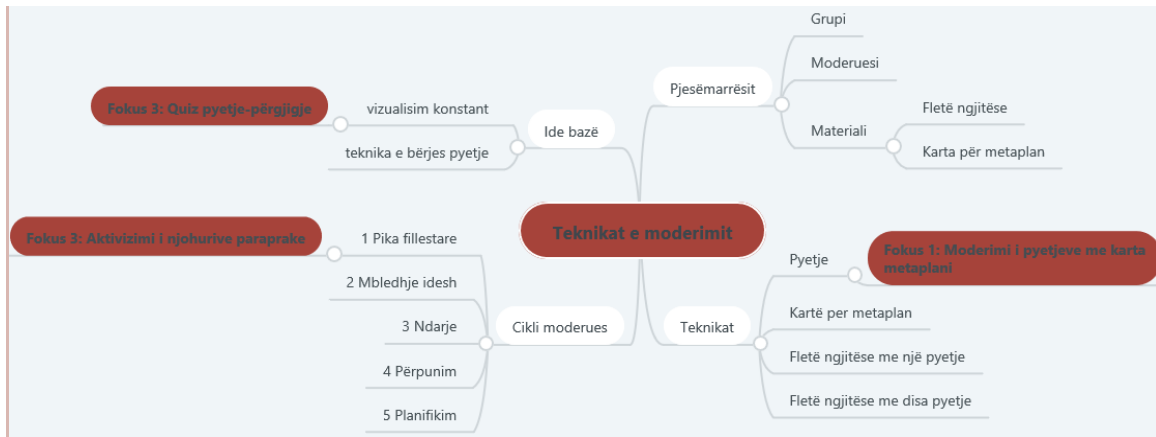 Teknikat e moderimit
Ide bazë
vizualisim konstant
Fokus 3: Quiz pyetje-përgjigje
teknika e bërjes pyetje
Cikli moderues
1 Pika fillestare
Fokus 3: Aktivizimi i njohurive paraprake
2 Mbledhje idesh
3 Ndarje
4 Përpunim
5 Planifikim
Pjesëmarrësit
Grupi
Moderuesi
Materiali
Fletë ngjitëse
Karta për metaplan
Teknikat
Pyetje
Fokus 1: Moderimi i pyetjeve me karta
metaplani
Kartë per metaplan
Fletë ngjitëse me një pyetje
Fletë ngjitëse me disa pyetje